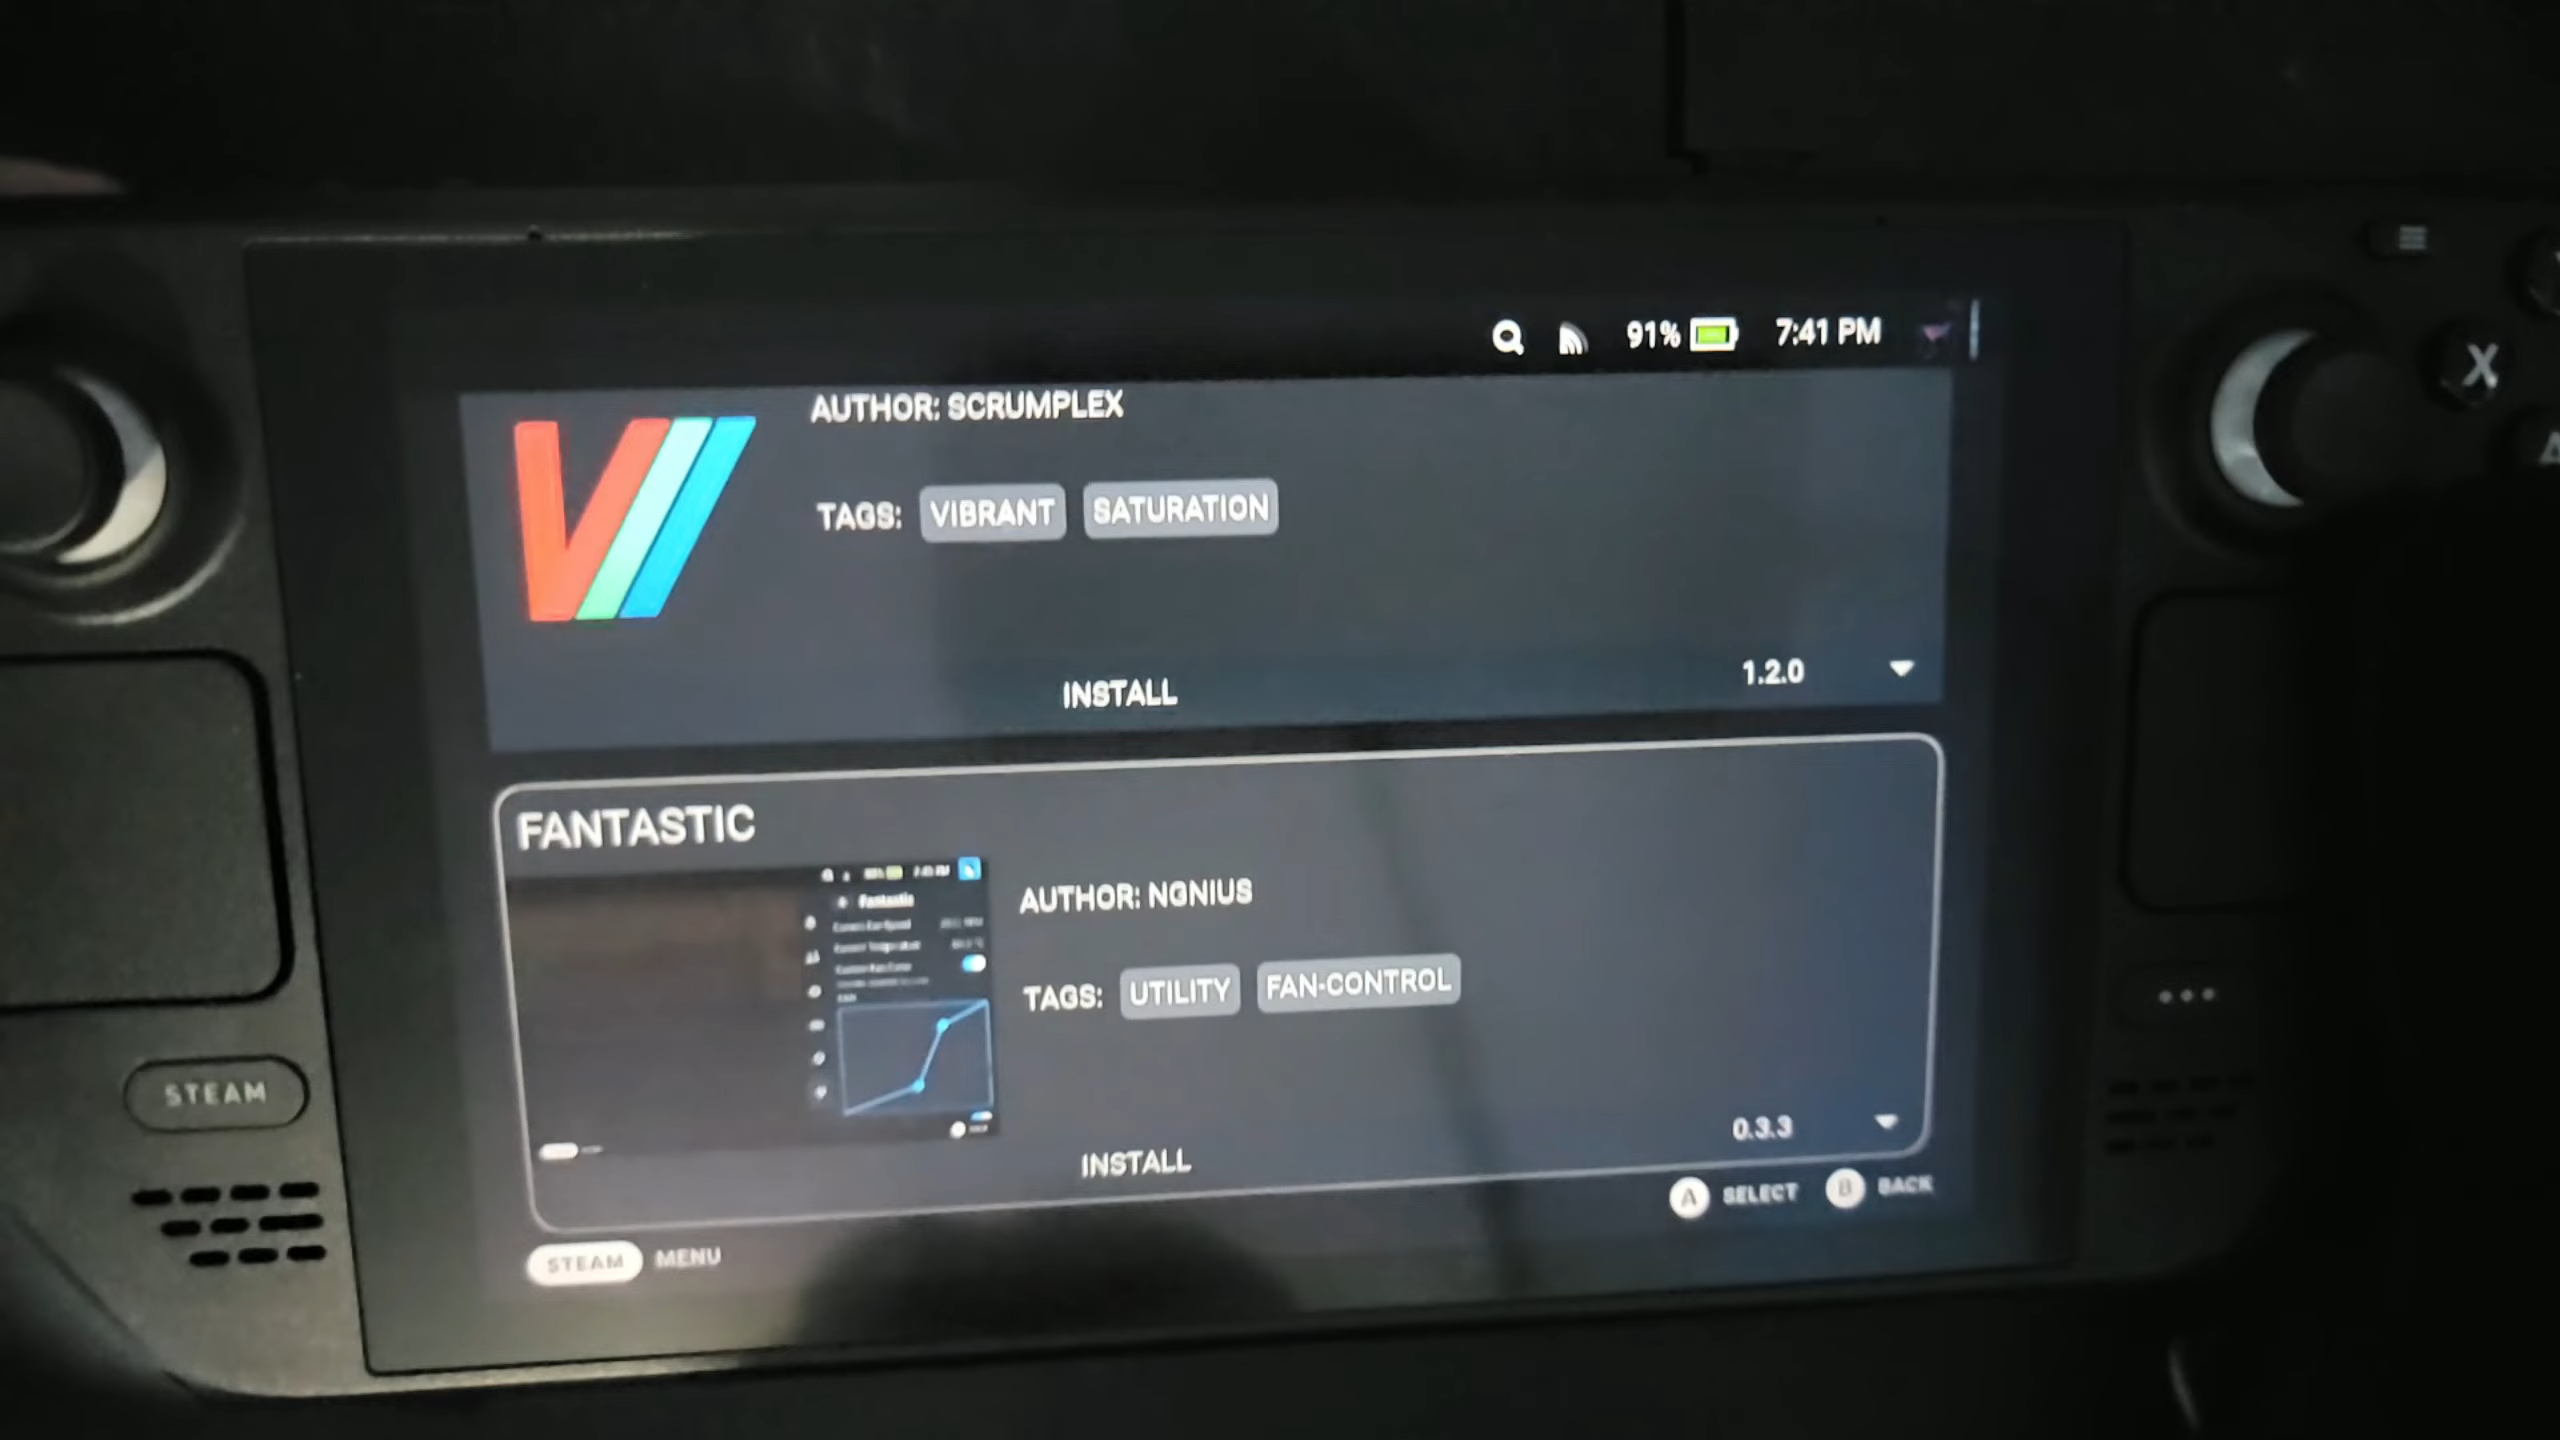 91% 7:41 PM
AUTHOR: SCRUMPLEX
TAGS: VIBRANT SATURATION
1.2.0
INSTALL
FANTASTIC
Fantastic
AUTHOR: NGNIUS
TAGS: UTILITY FAN-CONTROL
0.3.3
INSTALL
A SELECT B BACK
STEAM MENU
STEAM
X